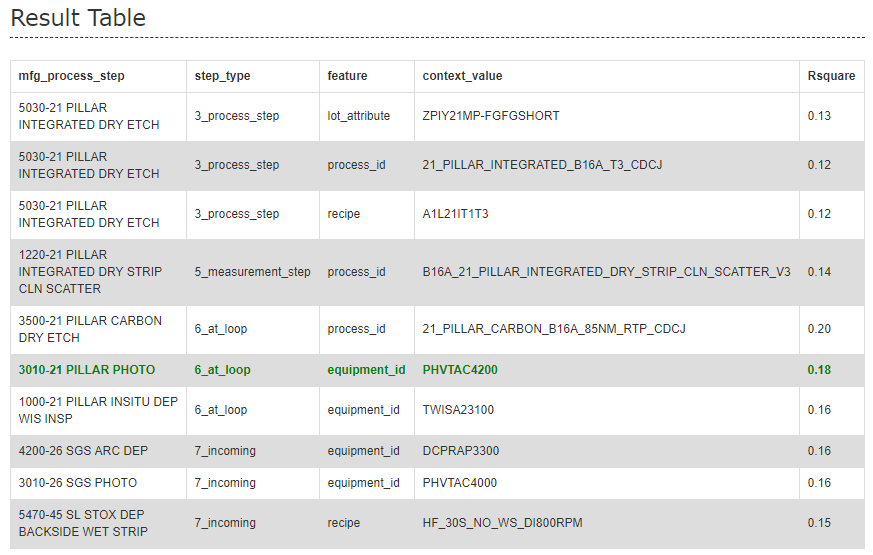 Result Table
mfg_process_step step_type feature context_value Rsquare
5030-21 PILLAR
INTEGRATED DRY ETCH 3_process_step lot_attribute ZPIY21MP-FGFGSHORT 0.13
5030-21 PILLAR
INTEGRATED DRY ETCH 3_process_step process_id 21_PILLAR_INTEGRATED_B16A_T3_CDCJ 0.12
5030-21 PILLAR
INTEGRATED DRY ETCH 3_process_step recipe A1L21IT1T3 0.12
1220-21 PILLAR
INTEGRATED DRY STRIP 5_measurement_step process_id B16A_21_PILLAR_INTEGRATED_DRY_STRIP_CLN_SCATTER_V3 0.14
CLN SCATTER
3500-21 PILLAR CARBON
DRY ETCH 6_at_loop process_id 21_PILLAR_CARBON_B16A_85NM_RTP_CDCJ 0.20
3010-21 PILLAR PHOTO 6_at_loop equipment_id PHVTAC4200 0.18
1000-21 PILLAR INSITU DEP
WIS INSP 6_at_loop equipment_id TWISA23100 0.16
4200-26 SGS ARC DEP 7_incoming equipment_id DCPRAP3300 0.16
3010-26 SGS PHOTO 7_incoming equipment_id PHVTAC4000 0.16
5470-45 SL STOX DEP
BACKSIDE WET STRIP 7_incoming recipe HF_30S_NO_WS_DI800RPM 0.15